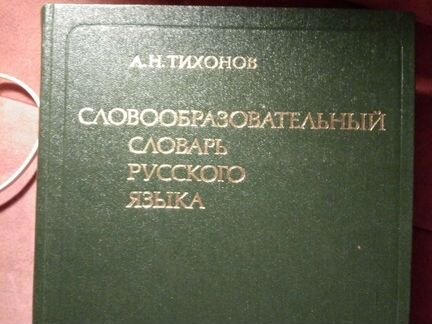 А.Н.ТИХОНОВ
СЛОВООБРАЗОВАТЕЛЬНЫЙ
СЛОВАРЬ
РУССКОГО
ЯЗЫКА